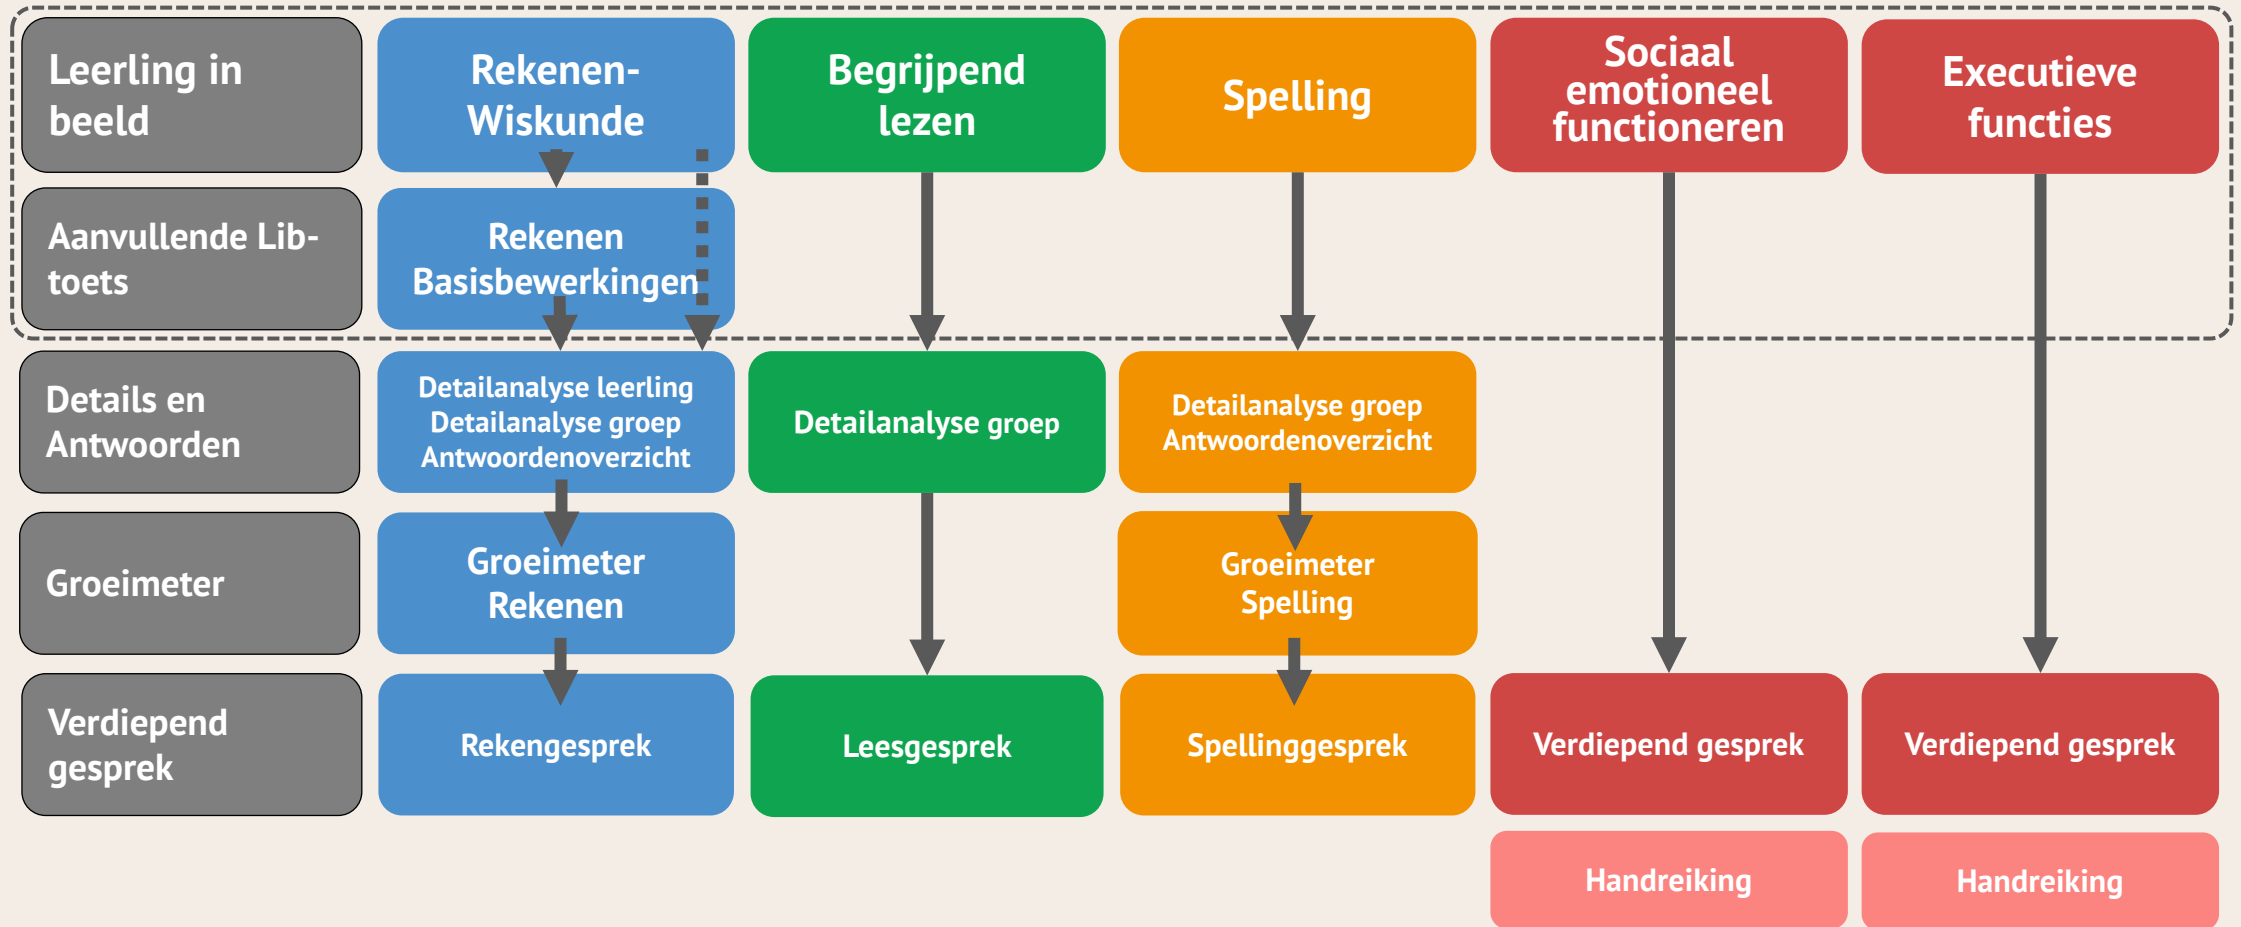 Leerling in
beeld
Rekenen-
Wiskunde
Begrijpend
lezen
Spelling
Sociaal
emotioneel
functioneren
Executieve
functies
Aanvullende Lib-
toets
Rekenen
Basisbewerkingen
Details en
Antwoorden
Detailanalyse leerling
Detailanalyse groep
Antwoordenoverzicht
Detailanalyse groep
Detailanalyse groep
Antwoordenoverzicht
Groeimeter
Groeimeter
Rekenen
Groeimeter
Spelling
Verdiepend
gesprek
Rekengesprek
Leesgesprek
Spellinggesprek
Verdiepend gesprek
Verdiepend gesprek
Handreiking
Handreiking